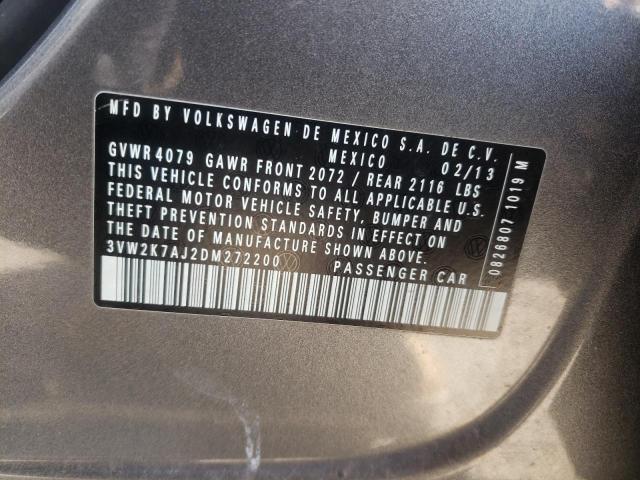 MFD BY VOLKSWAGEN DE MEXICO S.A. DE C.V.
MEXICO 02/13
GVWR 4079 GAWR FRONT 2072 / REAR 2116 LBS
THIS VEHICLE CONFORMS TO ALL APPLICABLE U.S.
FEDERAL MOTOR VEHICLE SAFETY, BUMPER AND
THEFT PREVENTION STANDARDS IN EFFECT ON
THE DATE OF MANUFACTURE SHOWN ABOVE.
3VW2K7AJ2DM272200 PASSENGER CAR
0826807 1019 M